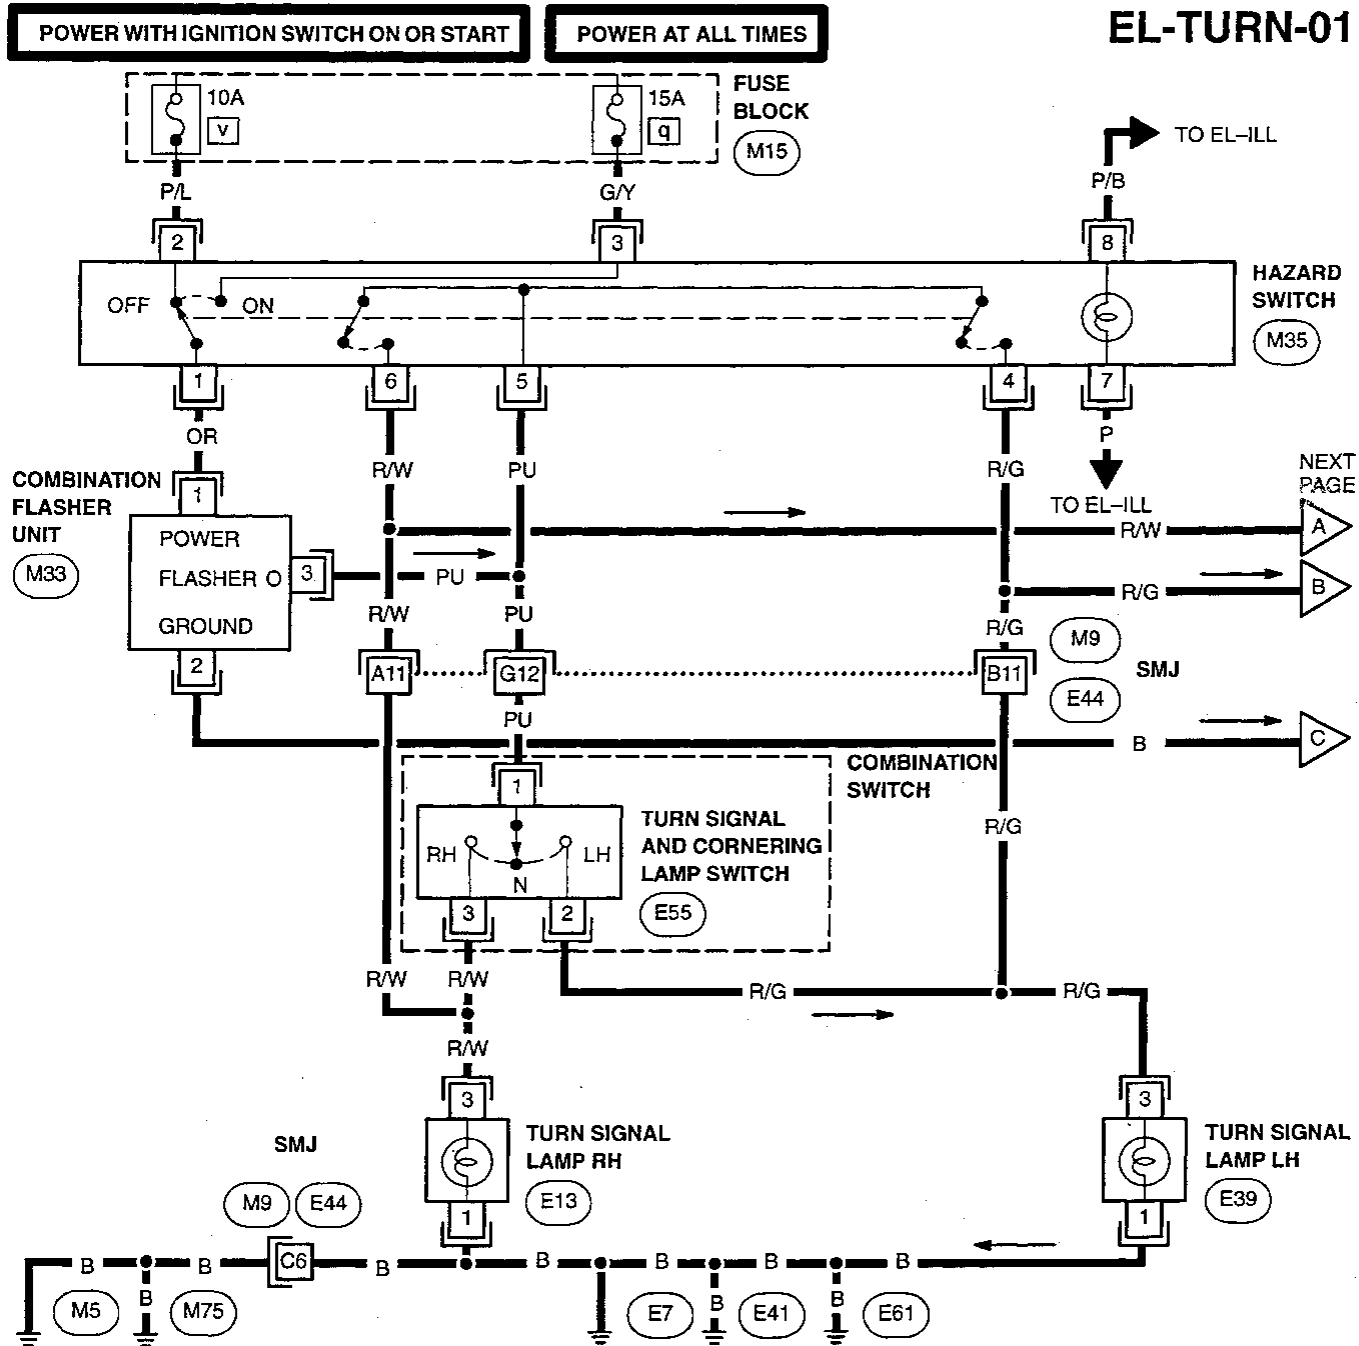 EL-TURN-01
POWER WITH IGNITION SWITCH ON OR START
POWER AT ALL TIMES
10A
v
15A
q
FUSE
BLOCK
M15
TO EL-ILL
P/L
G/Y
P/B
2
3
8
HAZARD
SWITCH
M35
OFF
ON
1
6
5
4
7
OR
R/W
PU
R/G
P
TO EL-ILL
NEXT
PAGE
COMBINATION
FLASHER
UNIT
M33
1
POWER
FLASHER O
GROUND
3
2
PU
R/W
A
R/G
B
R/W
PU
R/G
M9
E44
SMJ
A11
G12
B11
PU
B
C
COMBINATION
SWITCH
1
TURN SIGNAL
AND CORNERING
LAMP SWITCH
E55
RH
LH
N
3
2
R/G
R/W
R/W
R/G
R/G
R/W
3
3
TURN SIGNAL
LAMP RH
E13
TURN SIGNAL
LAMP LH
E39
1
1
SMJ
M9
E44
C6
B
B
B
B
B
B
B
B
B
B
M5
M75
E7
E41
E61